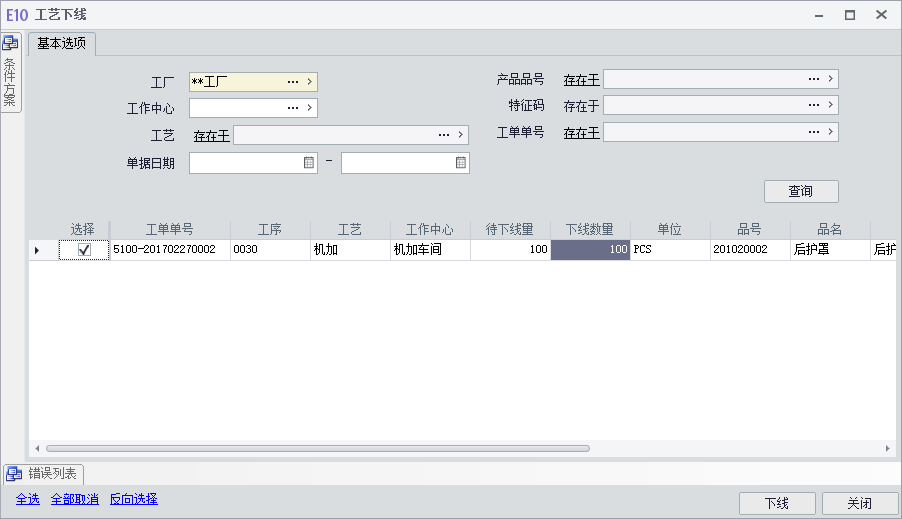 E10 工艺下线
条件方案
基本选项
工厂 **工厂 ··· >
产品品号 存在于 ··· >
工作中心 ··· >
特征码 存在于 ··· >
工艺 存在于 ··· >
工单单号 存在于 ··· >
单据日期 –
查询
选择 工单单号 工序 工艺 工作中心 待下线量 下线数量 单位 品号 品名
5100-201702270002 0030 机加 机加车间 100 100 PCS 201020002 后护罩 后护
错误列表
全选 全部取消 反向选择
下线 关闭